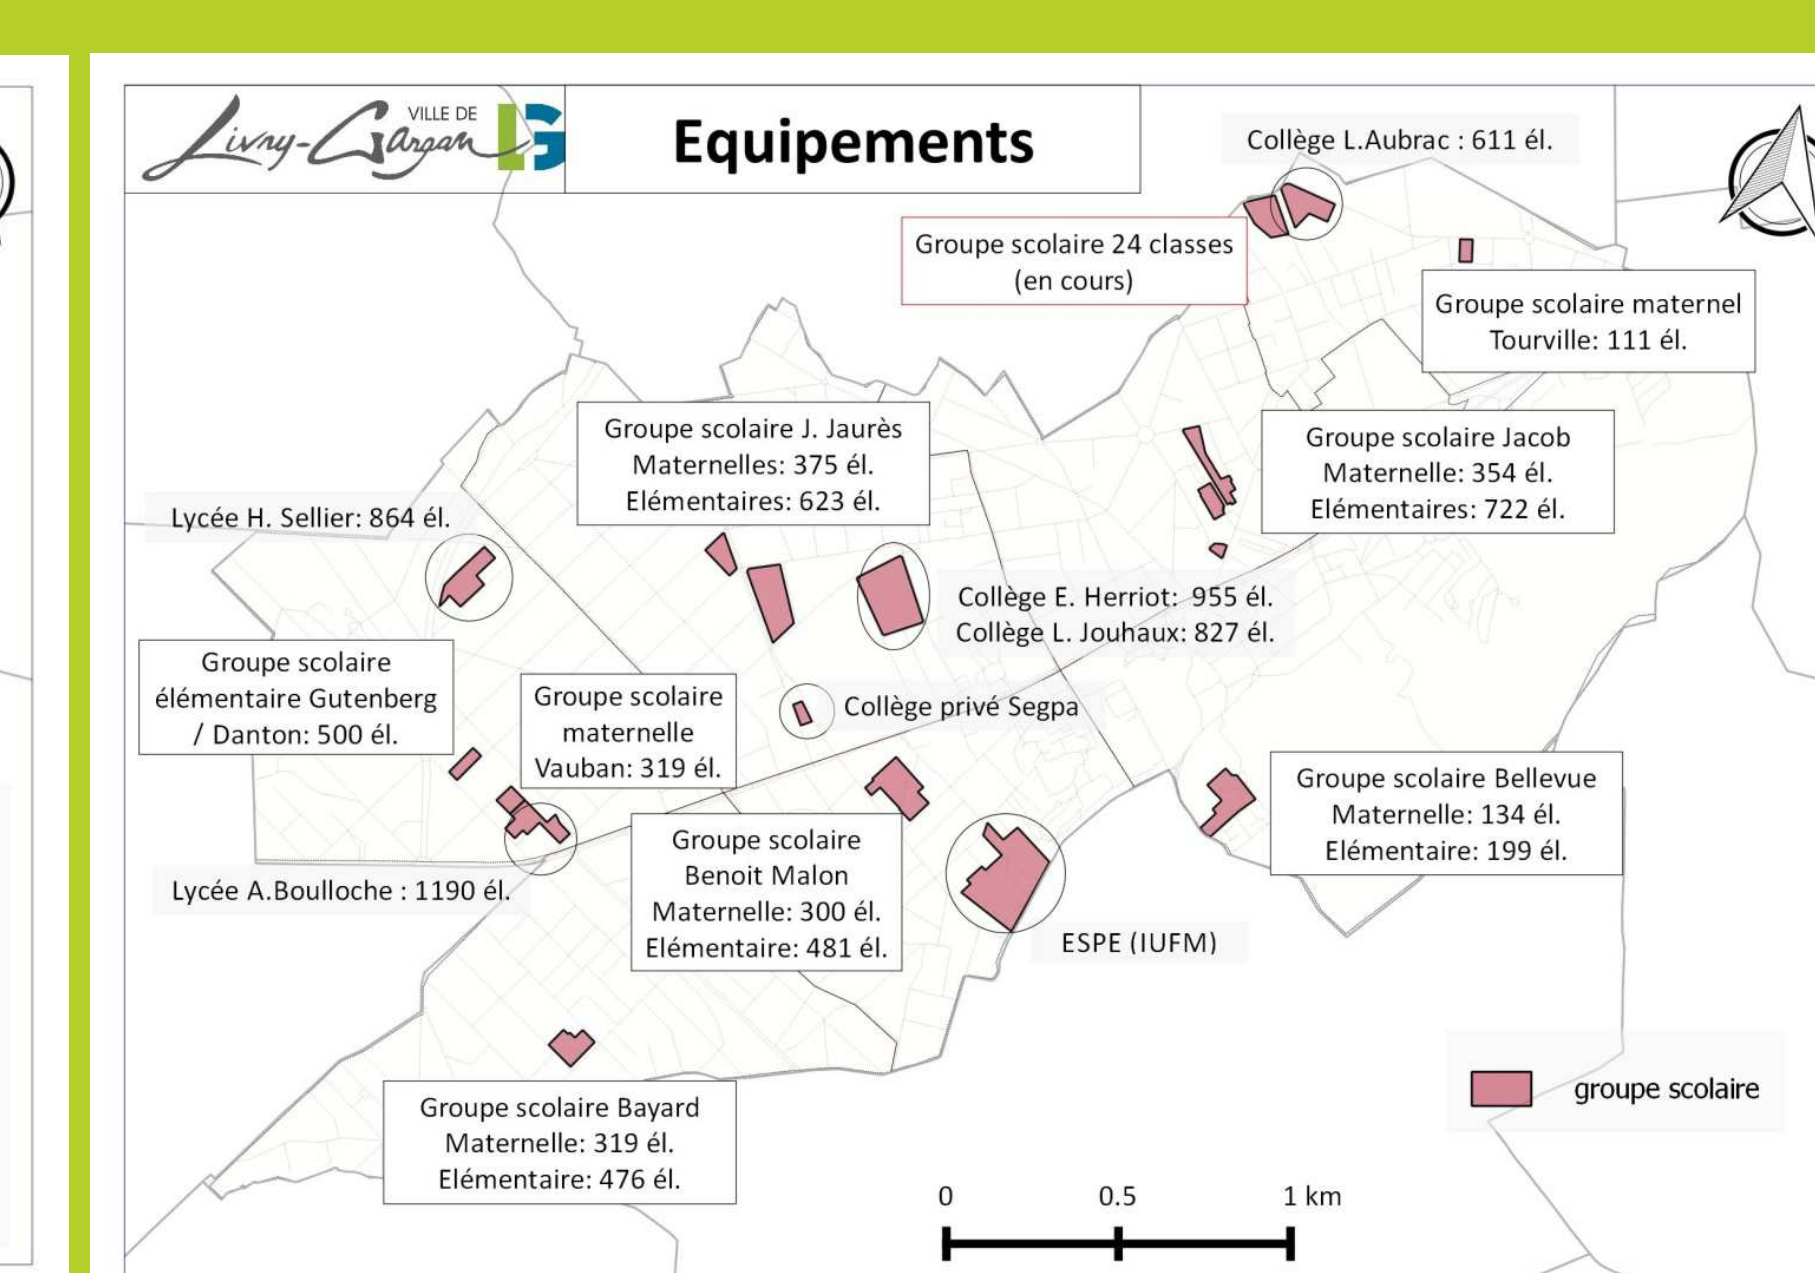 VILLE DE
Livry-Gargan
LG
Equipements
Collège L.Aubrac : 611 él.
Groupe scolaire 24 classes
(en cours)
Groupe scolaire maternel
Tourville: 111 él.
Groupe scolaire J. Jaurès
Maternelles: 375 él.
Elémentaires: 623 él.
Groupe scolaire Jacob
Maternelle: 354 él.
Elémentaires: 722 él.
Lycée H. Sellier: 864 él.
Collège E. Herriot: 955 él.
Collège L. Jouhaux: 827 él.
Groupe scolaire
élémentaire Gutenberg
/ Danton: 500 él.
Groupe scolaire
maternelle
Vauban: 319 él.
Collège privé Segpa
Groupe scolaire Bellevue
Maternelle: 134 él.
Elémentaire: 199 él.
Groupe scolaire
Benoit Malon
Maternelle: 300 él.
Elémentaire: 481 él.
Lycée A.Boulloche : 1190 él.
ESPE (IUFM)
groupe scolaire
Groupe scolaire Bayard
Maternelle: 319 él.
Elémentaire: 476 él.
0 0.5 1 km